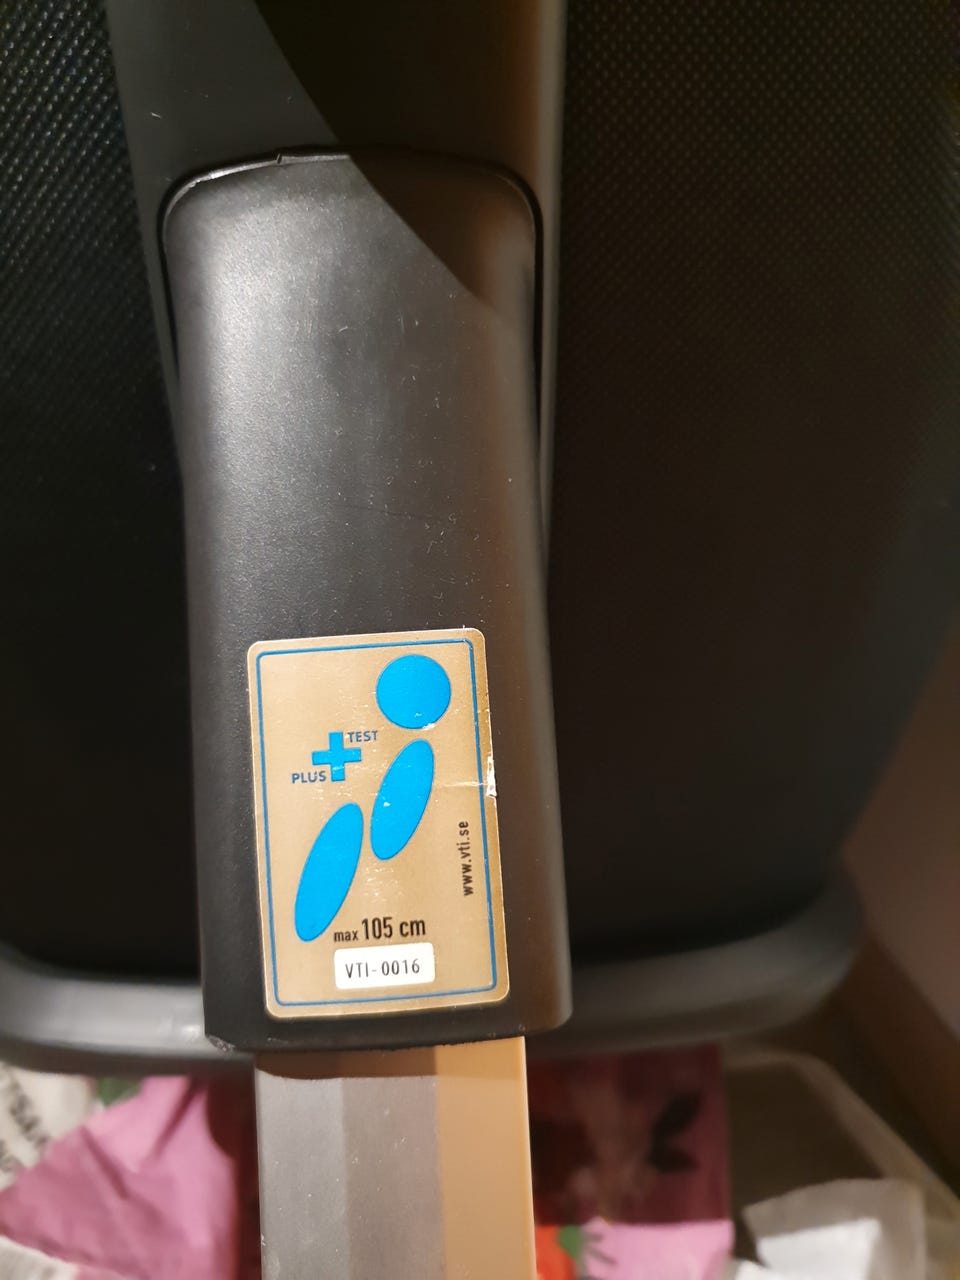 TEST
PLUS
www.vti.se
max 105 cm
VTI-0016